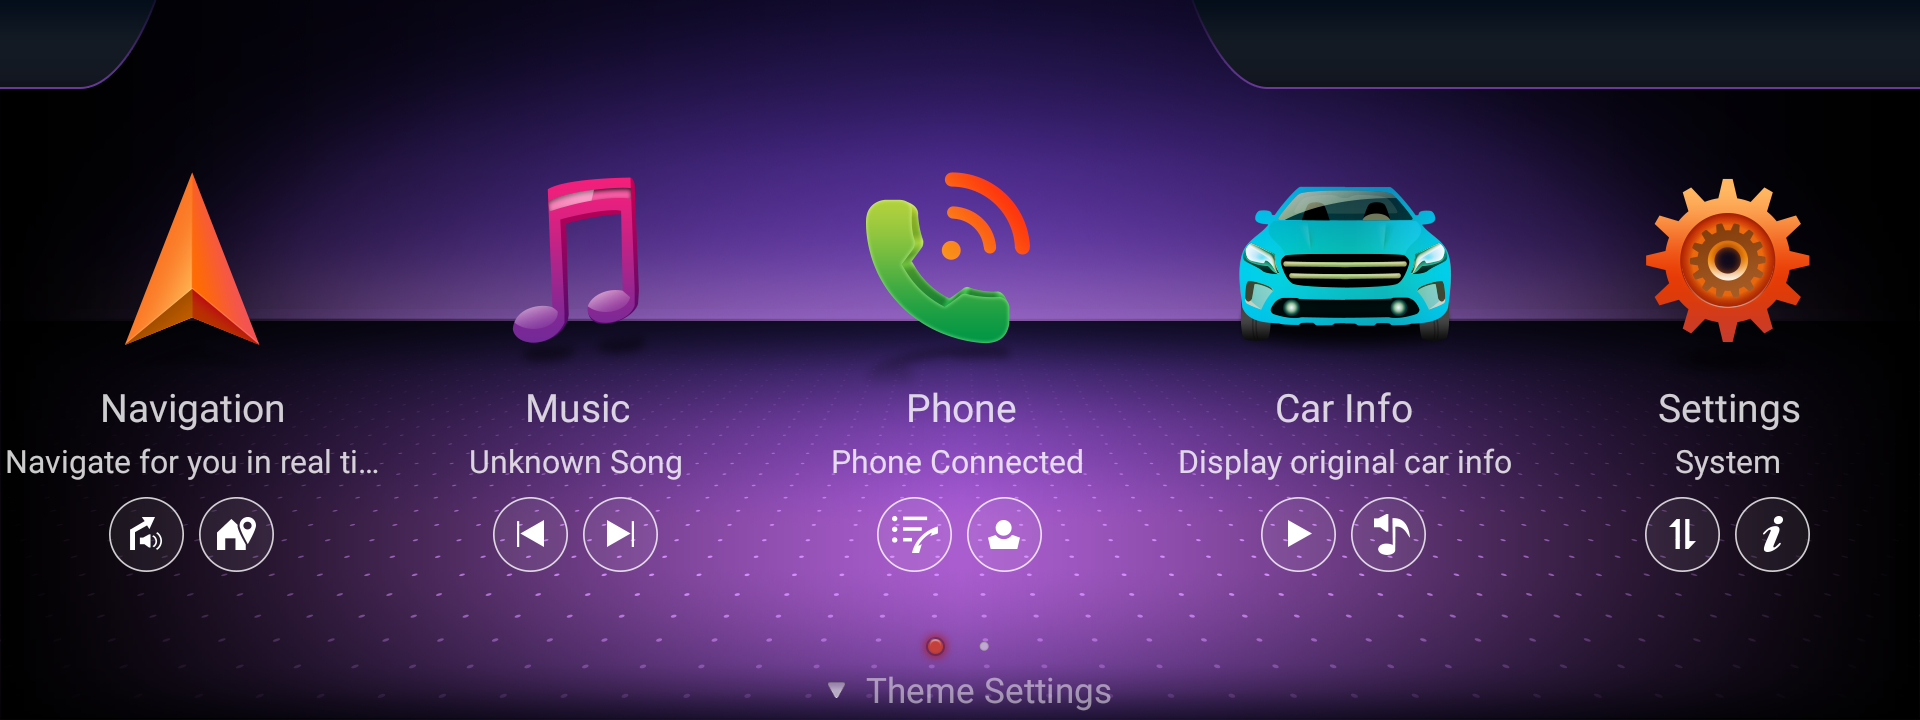 Navigation
Navigate for you in real ti...
Music
Unknown Song
Phone
Phone Connected
Car Info
Display original car info
Settings
System
Theme Settings